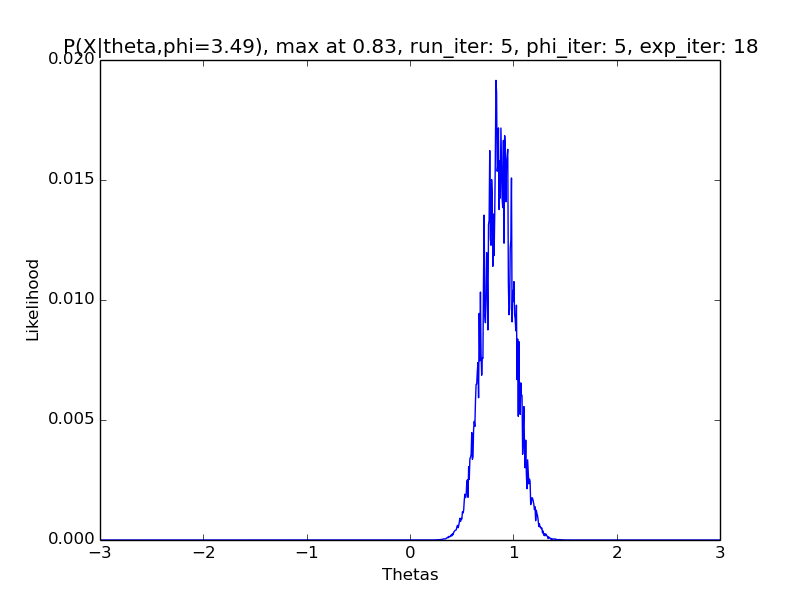 P(X|theta,phi=3.49), max at 0.83, run_iter: 5, phi_iter: 5, exp_iter: 18
0.020
0.015
0.010
0.005
0.000
Likelihood
−3 −2 −1 0 1 2 3
Thetas